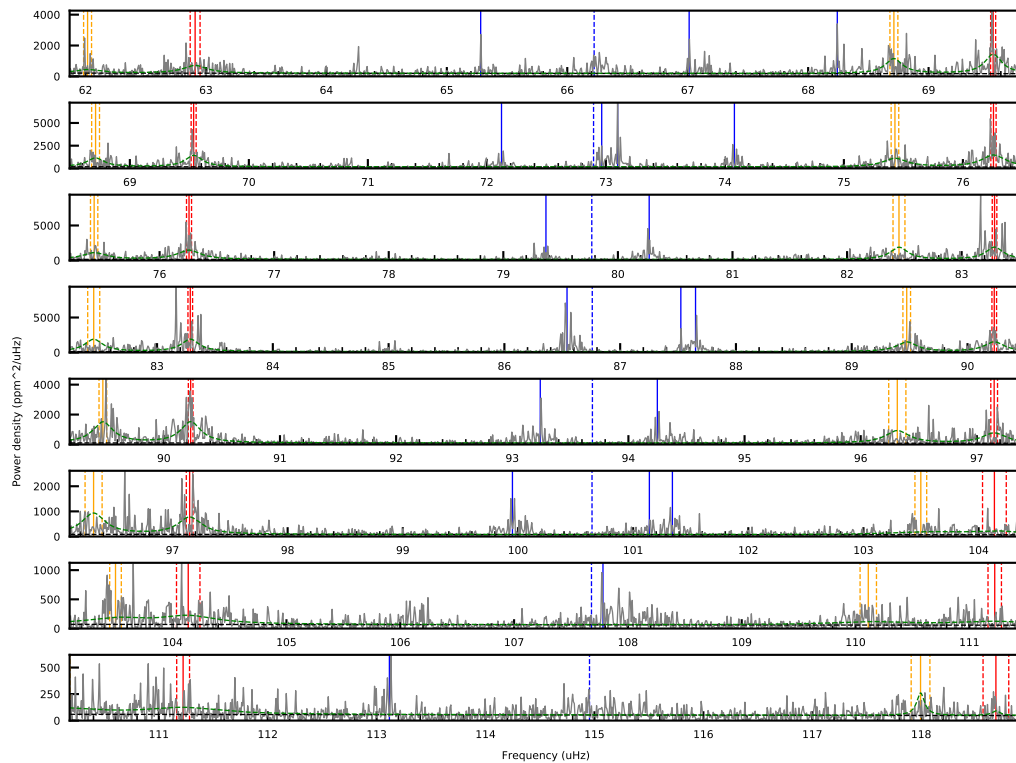 4000
2000
0
62 63 64 65 66 67 68 69
5000
2500
0
69 70 71 72 73 74 75 76
5000
0
76 77 78 79 80 81 82 83
5000
0
83 84 85 86 87 88 89 90
4000
2000
0
90 91 92 93 94 95 96 97
2000
1000
0
97 98 99 100 101 102 103 104
1000
500
0
104 105 106 107 108 109 110 111
500
250
0
111 112 113 114 115 116 117 118
Power density (ppm^2/(uHz)
Frequency (uHz)